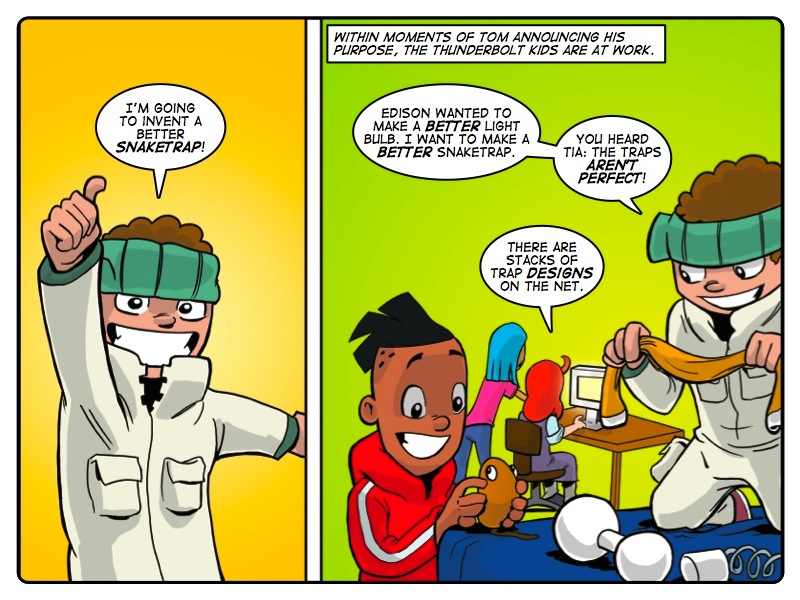 I'M GOING
TO INVENT A
BETTER
SNAKETRAP!
WITHIN MOMENTS OF TOM ANNOUNCING HIS
PURPOSE, THE THUNDERBOLT KIDS ARE AT WORK.
EDISON WANTED TO
MAKE A BETTER LIGHT
BULB. I WANT TO MAKE A
BETTER SNAKETRAP.
YOU HEARD
TIA: THE TRAPS
AREN'T
PERFECT!
THERE ARE
STACKS OF
TRAP DESIGNS
ON THE NET.